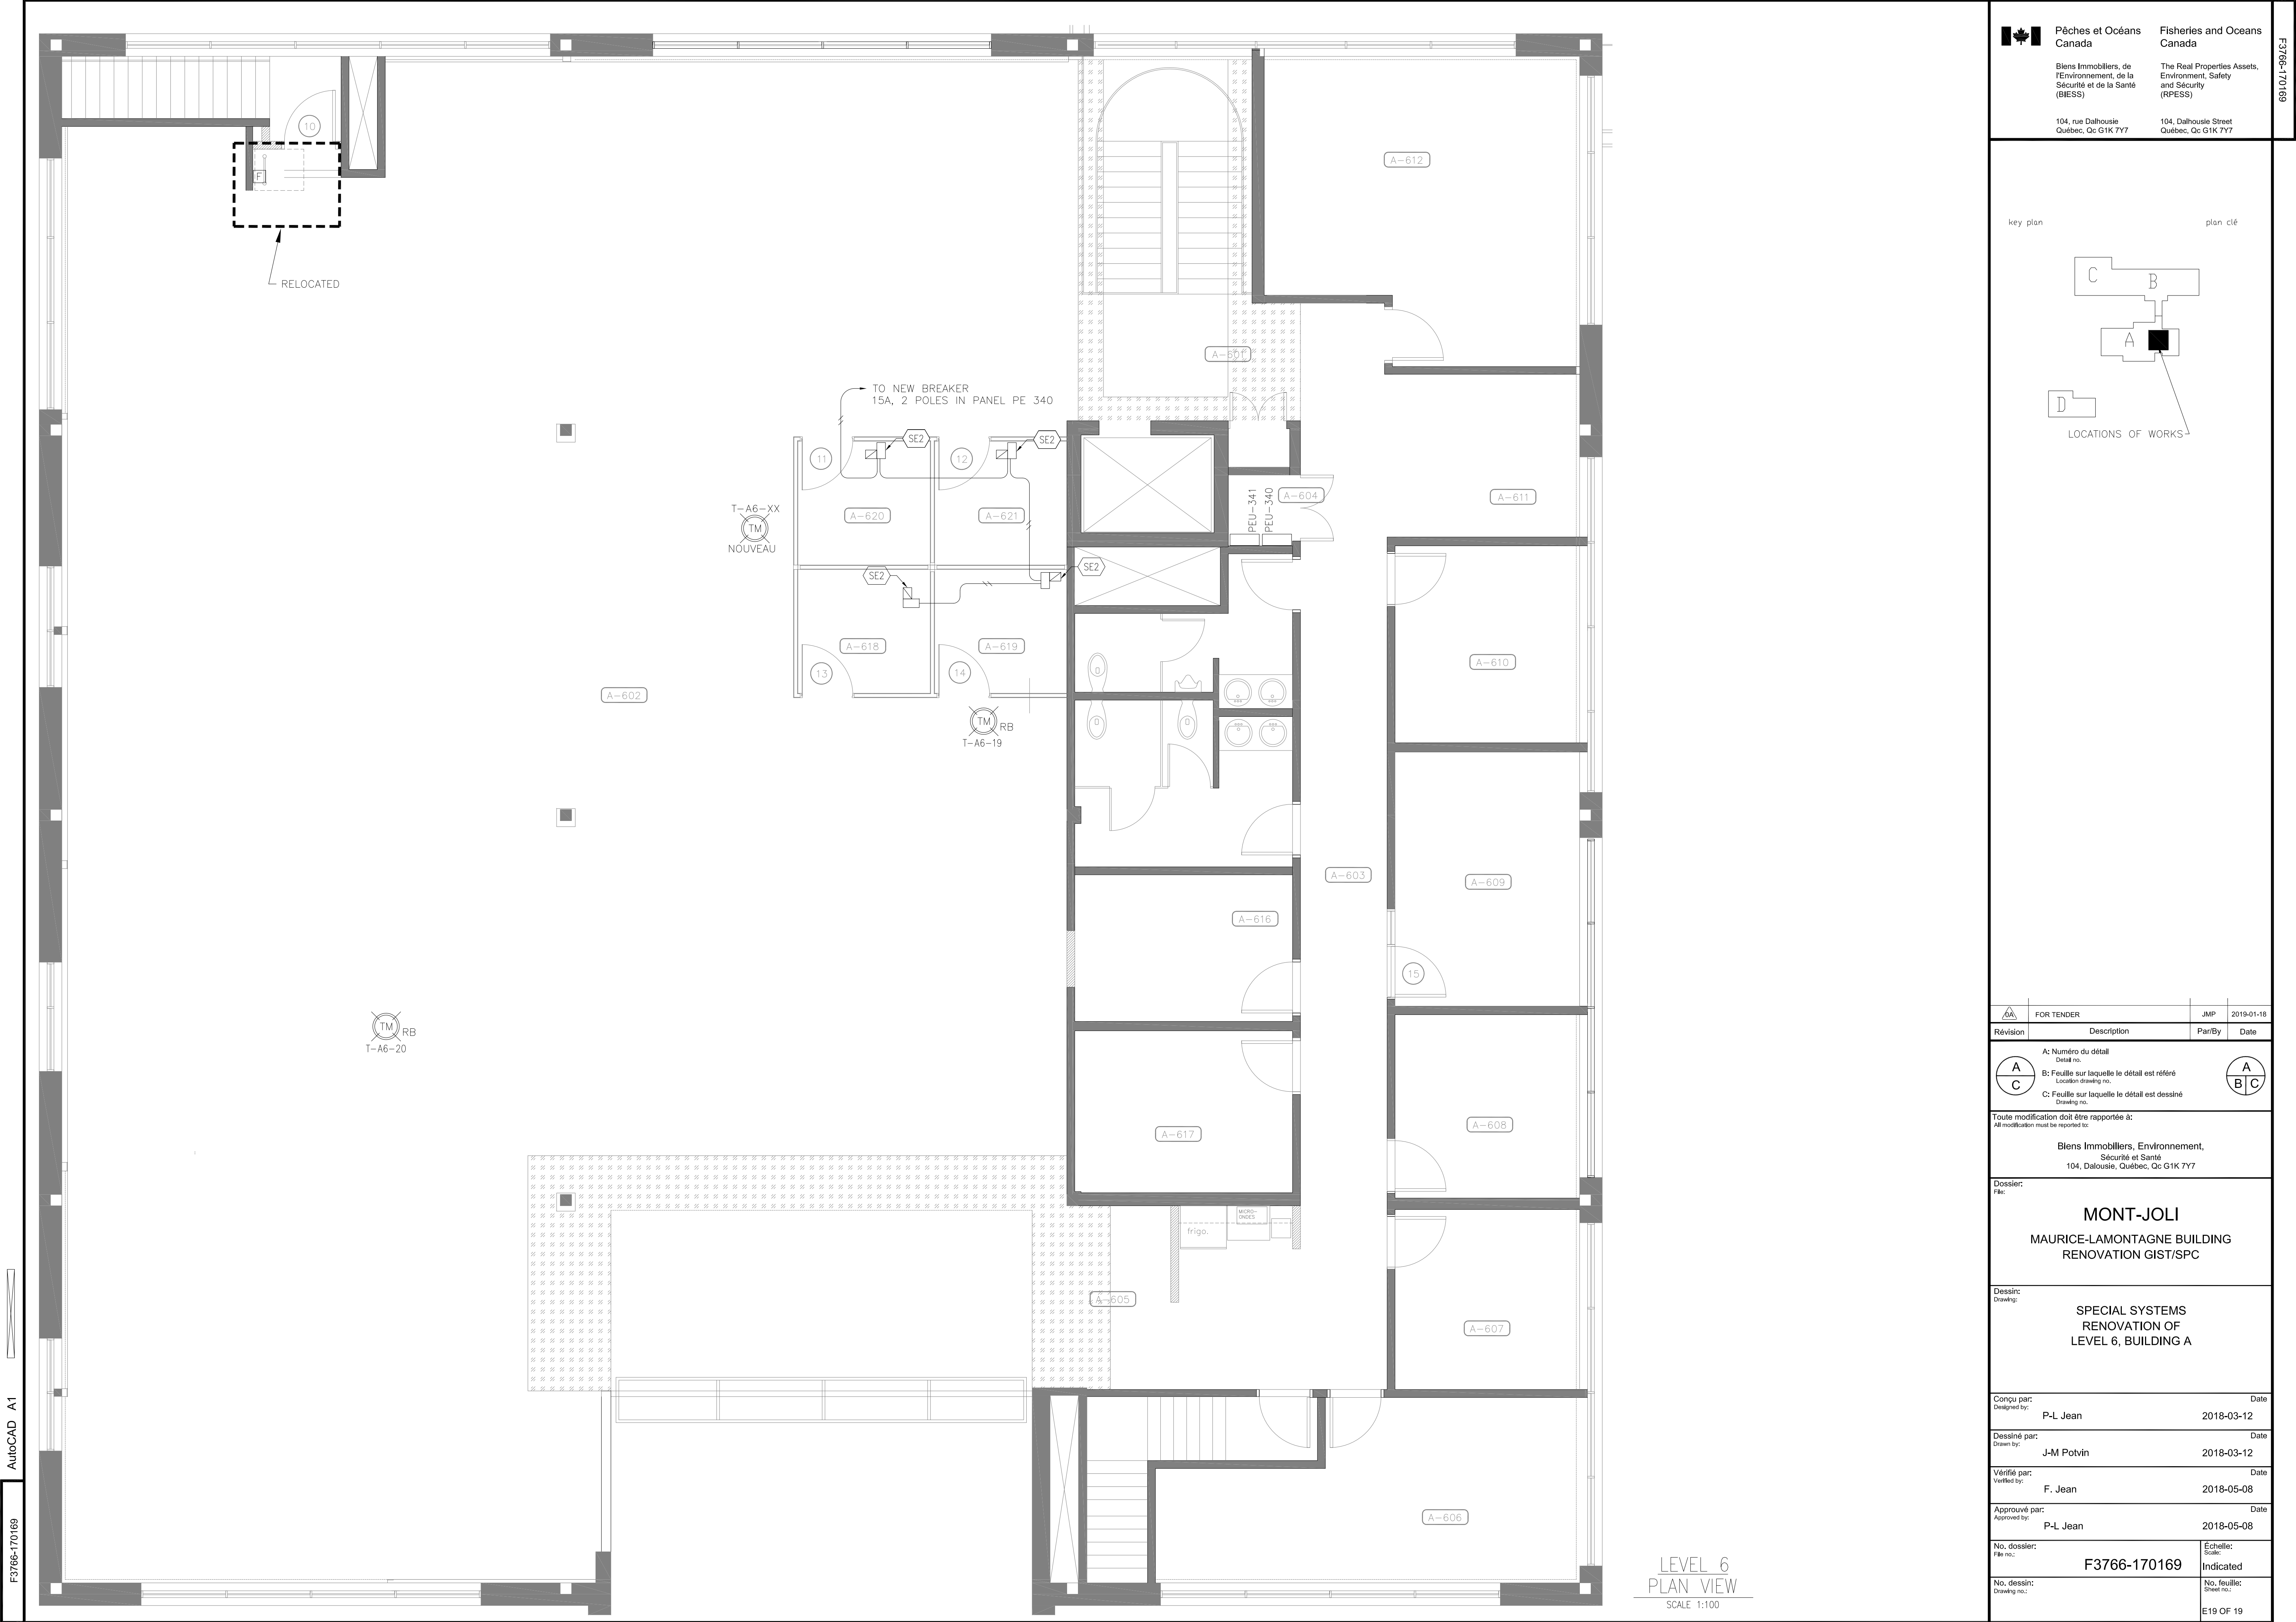 10
F
RELOCATED
TO NEW BREAKER
15A, 2 POLES IN PANEL PE 340
11
SE2
12
SE2
A-620
A-621
T-A6-XX
TM
NOUVEAU
SE2
SE2
A-618
A-619
13
14
A-602
TM
RB
T-A6-19
TM
RB
T-A6-20
A-601
A-612
PEU-341
PEU-340
A-604
A-611
A-610
A-603
A-609
15
A-616
A-608
A-617
frigo.
MICRO-
ONDES
A-605
A-607
A-606
LEVEL 6
PLAN VIEW
SCALE 1:100
AutoCAD A1
F3766-170169
F3766-170169
Pêches et Océans
Canada
Fisheries and Oceans
Canada
Biens Immobiliers, de
l'Environnement, de la
Sécurité et de la Santé
(BIESS)
The Real Properties Assets,
Environment, Safety
and Sécurity
(RPESS)
104, rue Dalhousie
Québec, Qc G1K 7Y7
104, Dalhousie Street
Québec, Qc G1K 7Y7
key plan
plan clé
C
B
A
D
LOCATIONS OF WORKS
0A
FOR TENDER
JMP
2019-01-18
Révision
Description
Par/By
Date
A
C
A: Numéro du détail
Detail no.
B: Feuille sur laquelle le détail est référé
Location drawing no.
C: Feuille sur laquelle le détail est dessiné
Drawing no.
A
B C
Toute modification doit être rapportée à:
All modification must be reported to:
Biens Immobiliers, Environnement,
Sécurité et Santé
104, Dalousie, Québec, Qc G1K 7Y7
Dossier:
File:
MONT-JOLI
MAURICE-LAMONTAGNE BUILDING
RENOVATION GIST/SPC
Dessin:
Drawing:
SPECIAL SYSTEMS
RENOVATION OF
LEVEL 6, BUILDING A
Conçu par:
Date
Designed by:
P-L Jean
2018-03-12
Dessiné par:
Date
Drawn by:
J-M Potvin
2018-03-12
Vérifié par:
Date
Verified by:
F. Jean
2018-05-08
Approuvé par:
Date
Approved by:
P-L Jean
2018-05-08
No. dossier:
File no.:
F3766-170169
Échelle:
Scale:
Indicated
No. dessin:
Drawing no.:
No. feuille:
Sheet no.:
E19 OF 19